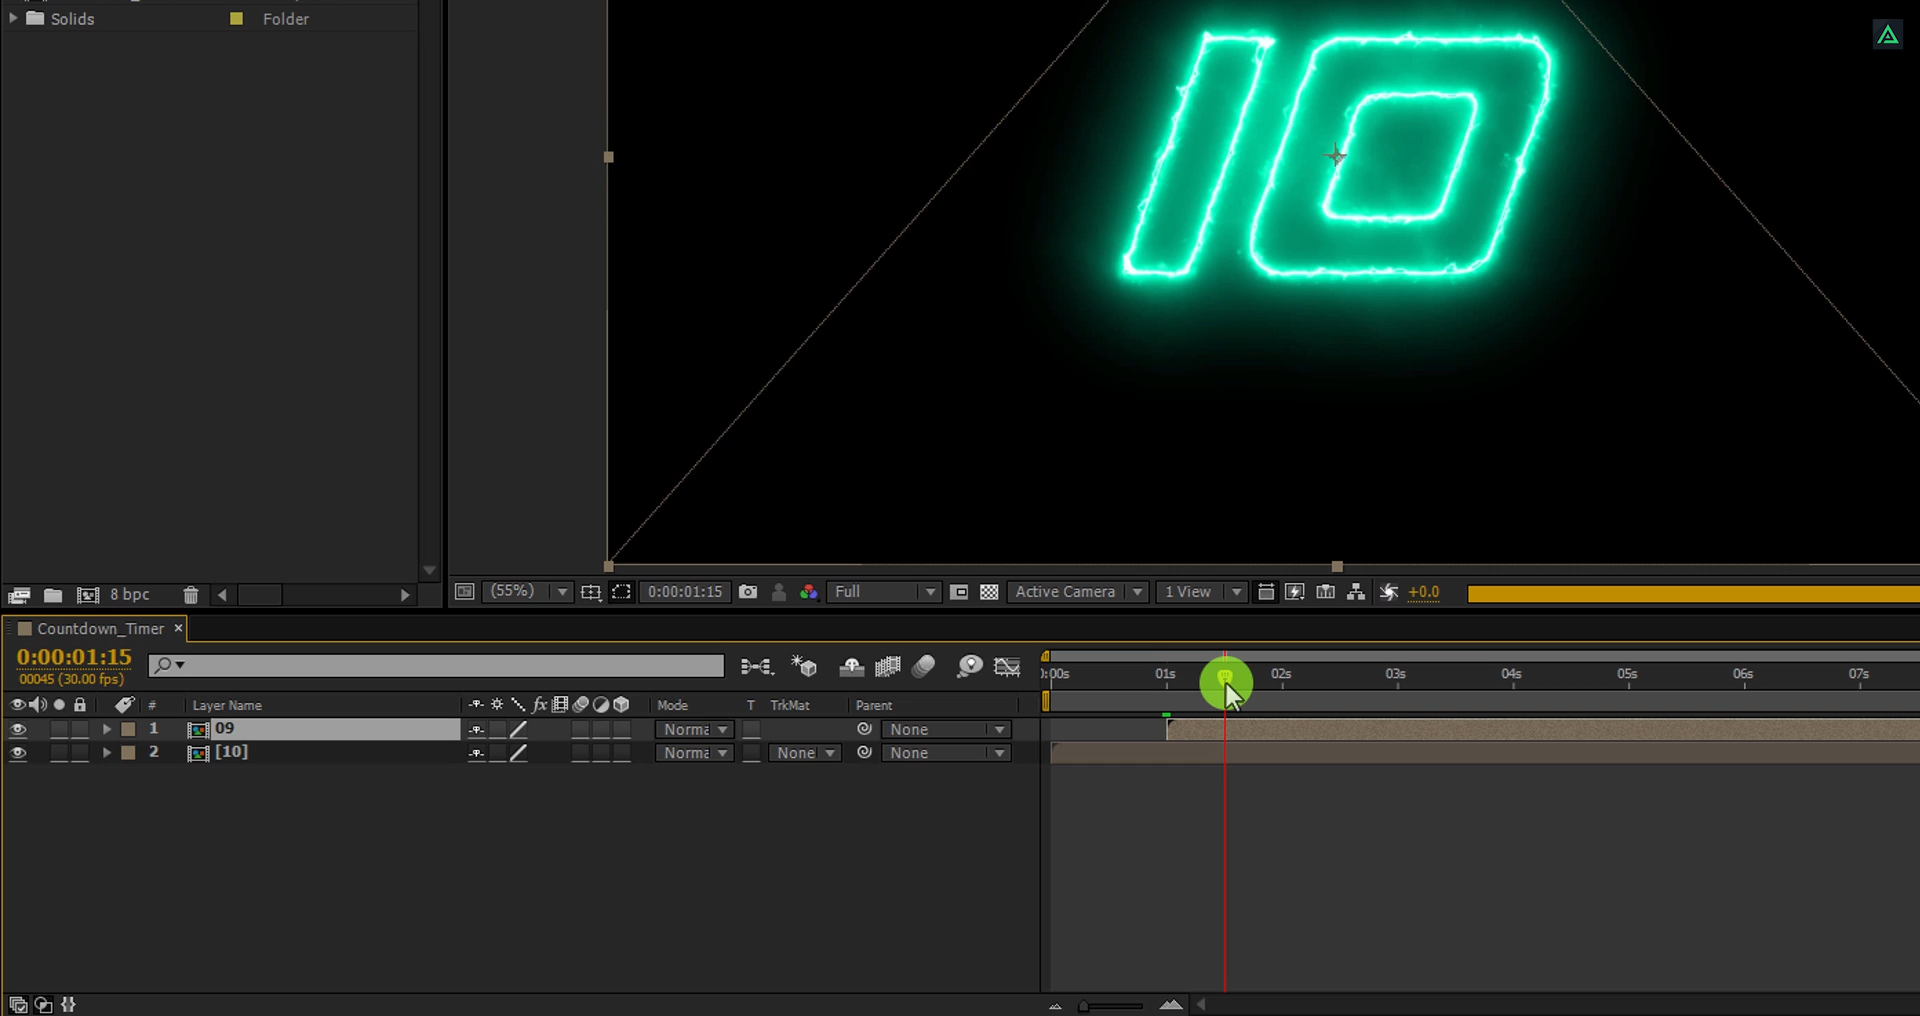 Solids Folder
10
8 bpc
(55%) 0:00:01:15 Full Active Camera 1 View +0.0
Countdown_Timer ×
0:00:01:15
00045 (30.00 fps)
:00s 01s 02s 03s 04s 05s 06s 07s
# Layer Name fx Mode T TrkMat Parent
1 09 Norma None
2 [10] Norma None None